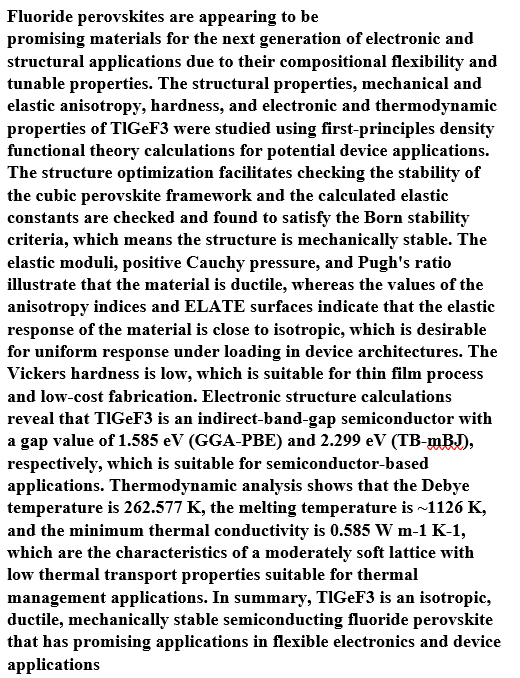 Fluoride perovskites are appearing to be
promising materials for the next generation of electronic and
structural applications due to their compositional flexibility and
tunable properties. The structural properties, mechanical and
elastic anisotropy, hardness, and electronic and thermodynamic
properties of TlGeF3 were studied using first-principles density
functional theory calculations for potential device applications.
The structure optimization facilitates checking the stability of
the cubic perovskite framework and the calculated elastic
constants are checked and found to satisfy the Born stability
criteria, which means the structure is mechanically stable. The
elastic moduli, positive Cauchy pressure, and Pugh's ratio
illustrate that the material is ductile, whereas the values of the
anisotropy indices and ELATE surfaces indicate that the elastic
response of the material is close to isotropic, which is desirable
for uniform response under loading in device architectures. The
Vickers hardness is low, which is suitable for thin film process
and low-cost fabrication. Electronic structure calculations
reveal that TlGeF3 is an indirect-band-gap semiconductor with
a gap value of 1.585 eV (GGA-PBE) and 2.299 eV (TB-mBJ),
respectively, which is suitable for semiconductor-based
applications. Thermodynamic analysis shows that the Debye
temperature is 262.577 K, the melting temperature is ~1126 K,
and the minimum thermal conductivity is 0.585 W m-1 K-1,
which are the characteristics of a moderately soft lattice with
low thermal transport properties suitable for thermal
management applications. In summary, TlGeF3 is an isotropic,
ductile, mechanically stable semiconducting fluoride perovskite
that has promising applications in flexible electronics and device
applications